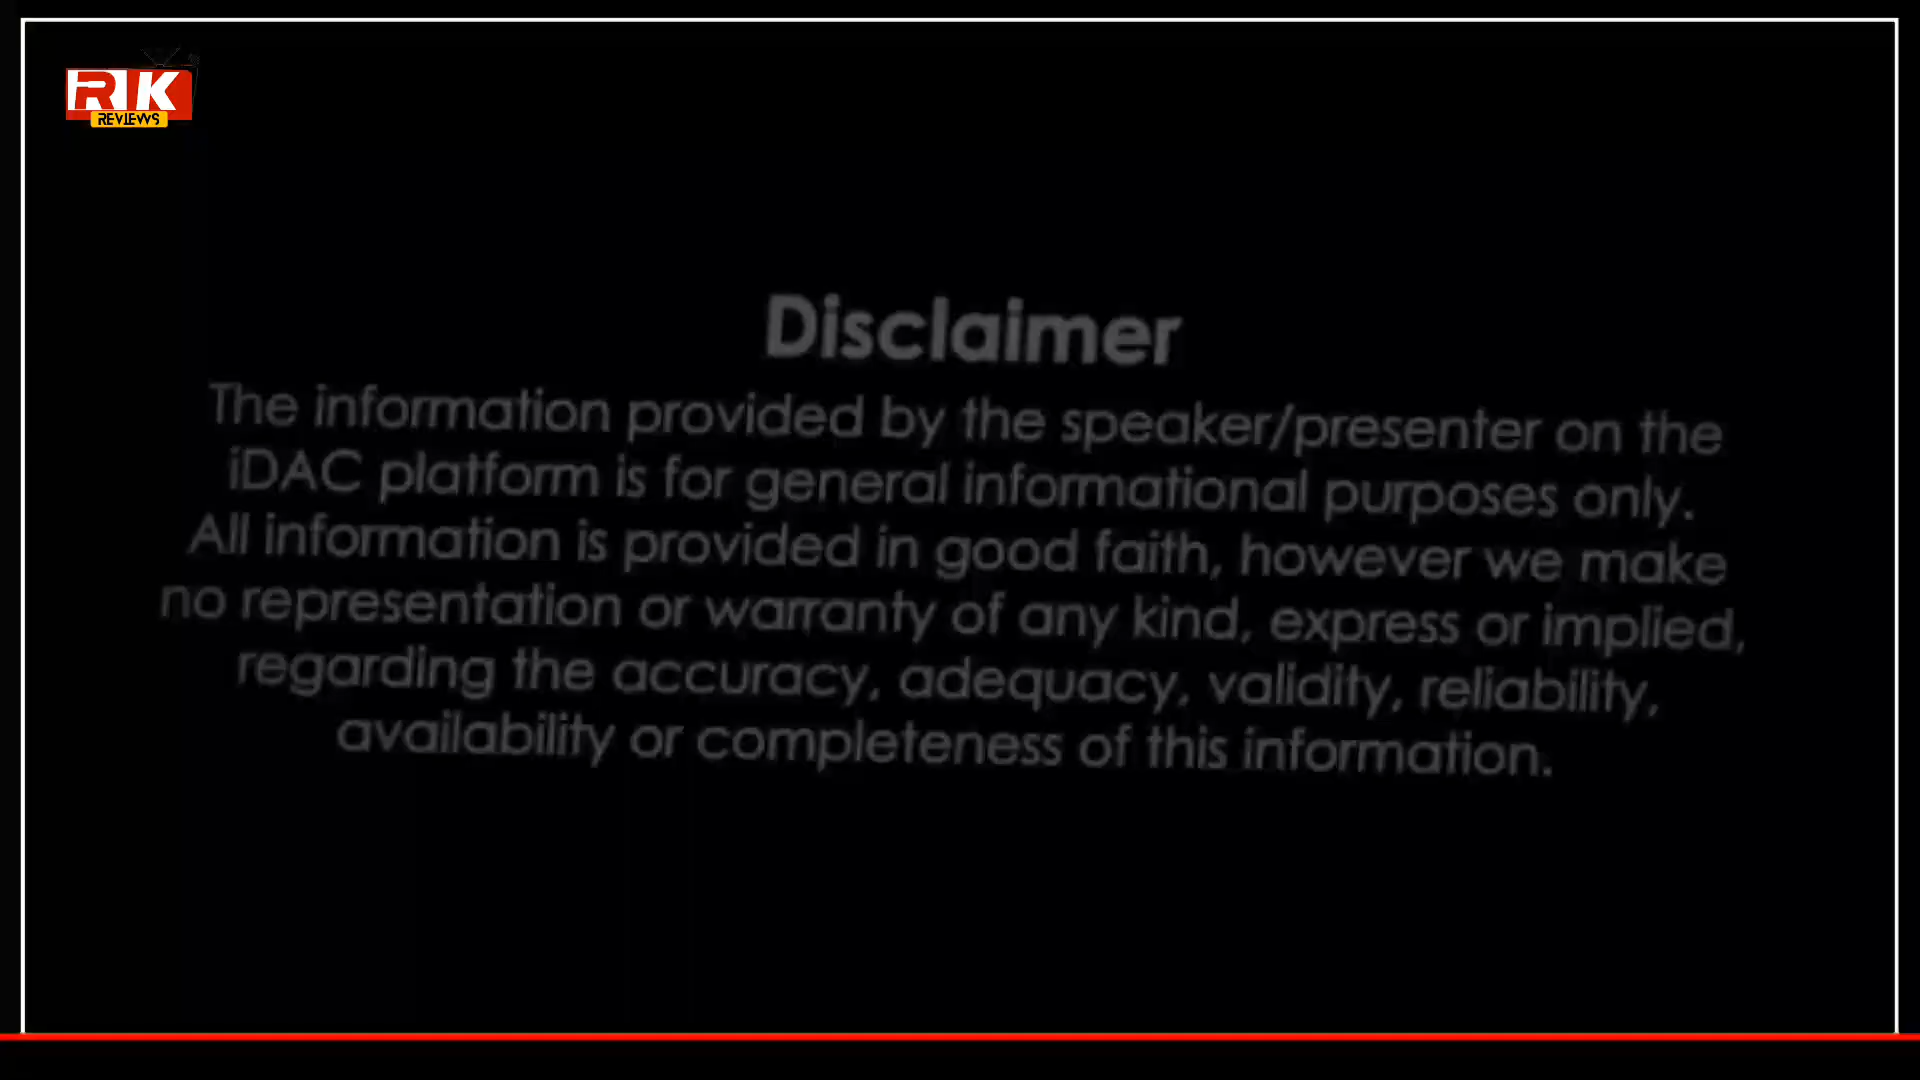 RTK
REVIEWS
Disclaimer
The information provided by the speaker/presenter on the
iDAC platform is for general informational purposes only.
All information is provided in good faith, however we make
no representation or warranty of any kind, express or implied,
regarding the accuracy, adequacy, validity, reliability,
availability or completeness of this information.